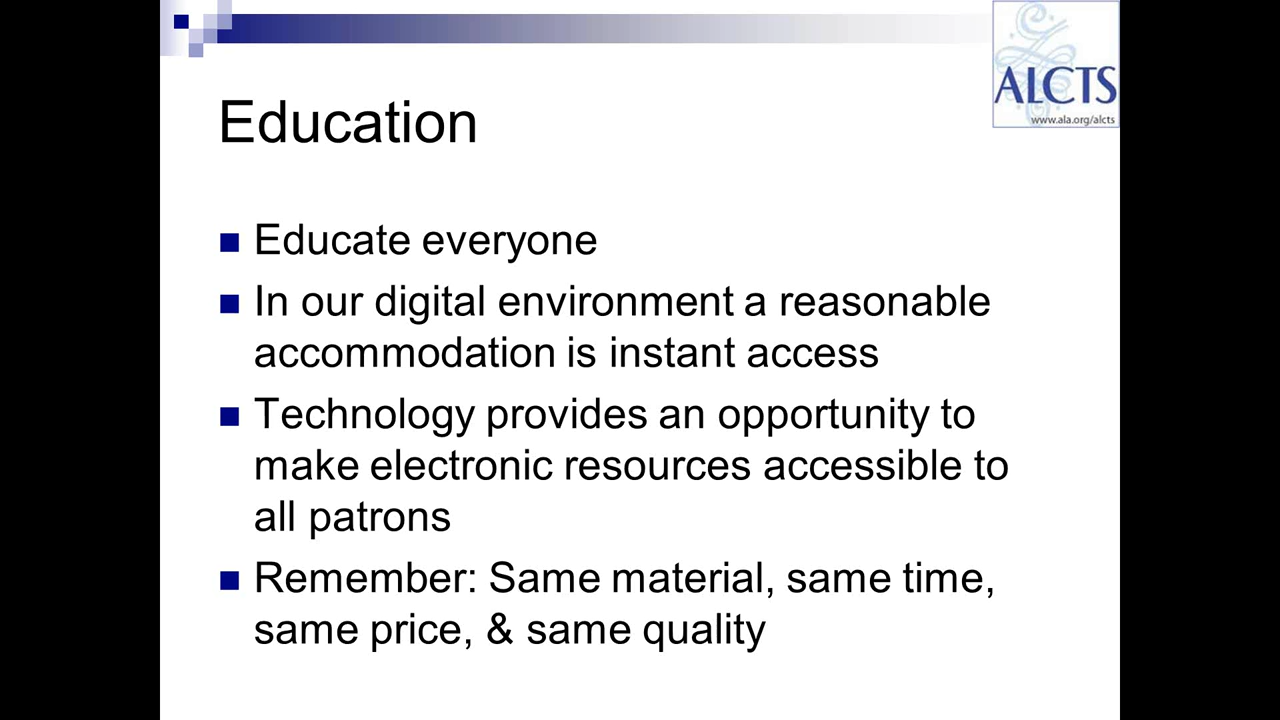 ALCTS
www.ala.org/alcts
Education
Educate everyone
In our digital environment a reasonable
accommodation is instant access
Technology provides an opportunity to
make electronic resources accessible to
all patrons
Remember: Same material, same time,
same price, & same quality